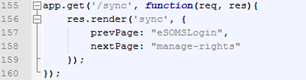 155 app.get('/sync', function(req, res){
156     res.render('sync', {
157         prevPage: "eSOMSLogin",
158         nextPage: "manage-rights"
159     });
160 });